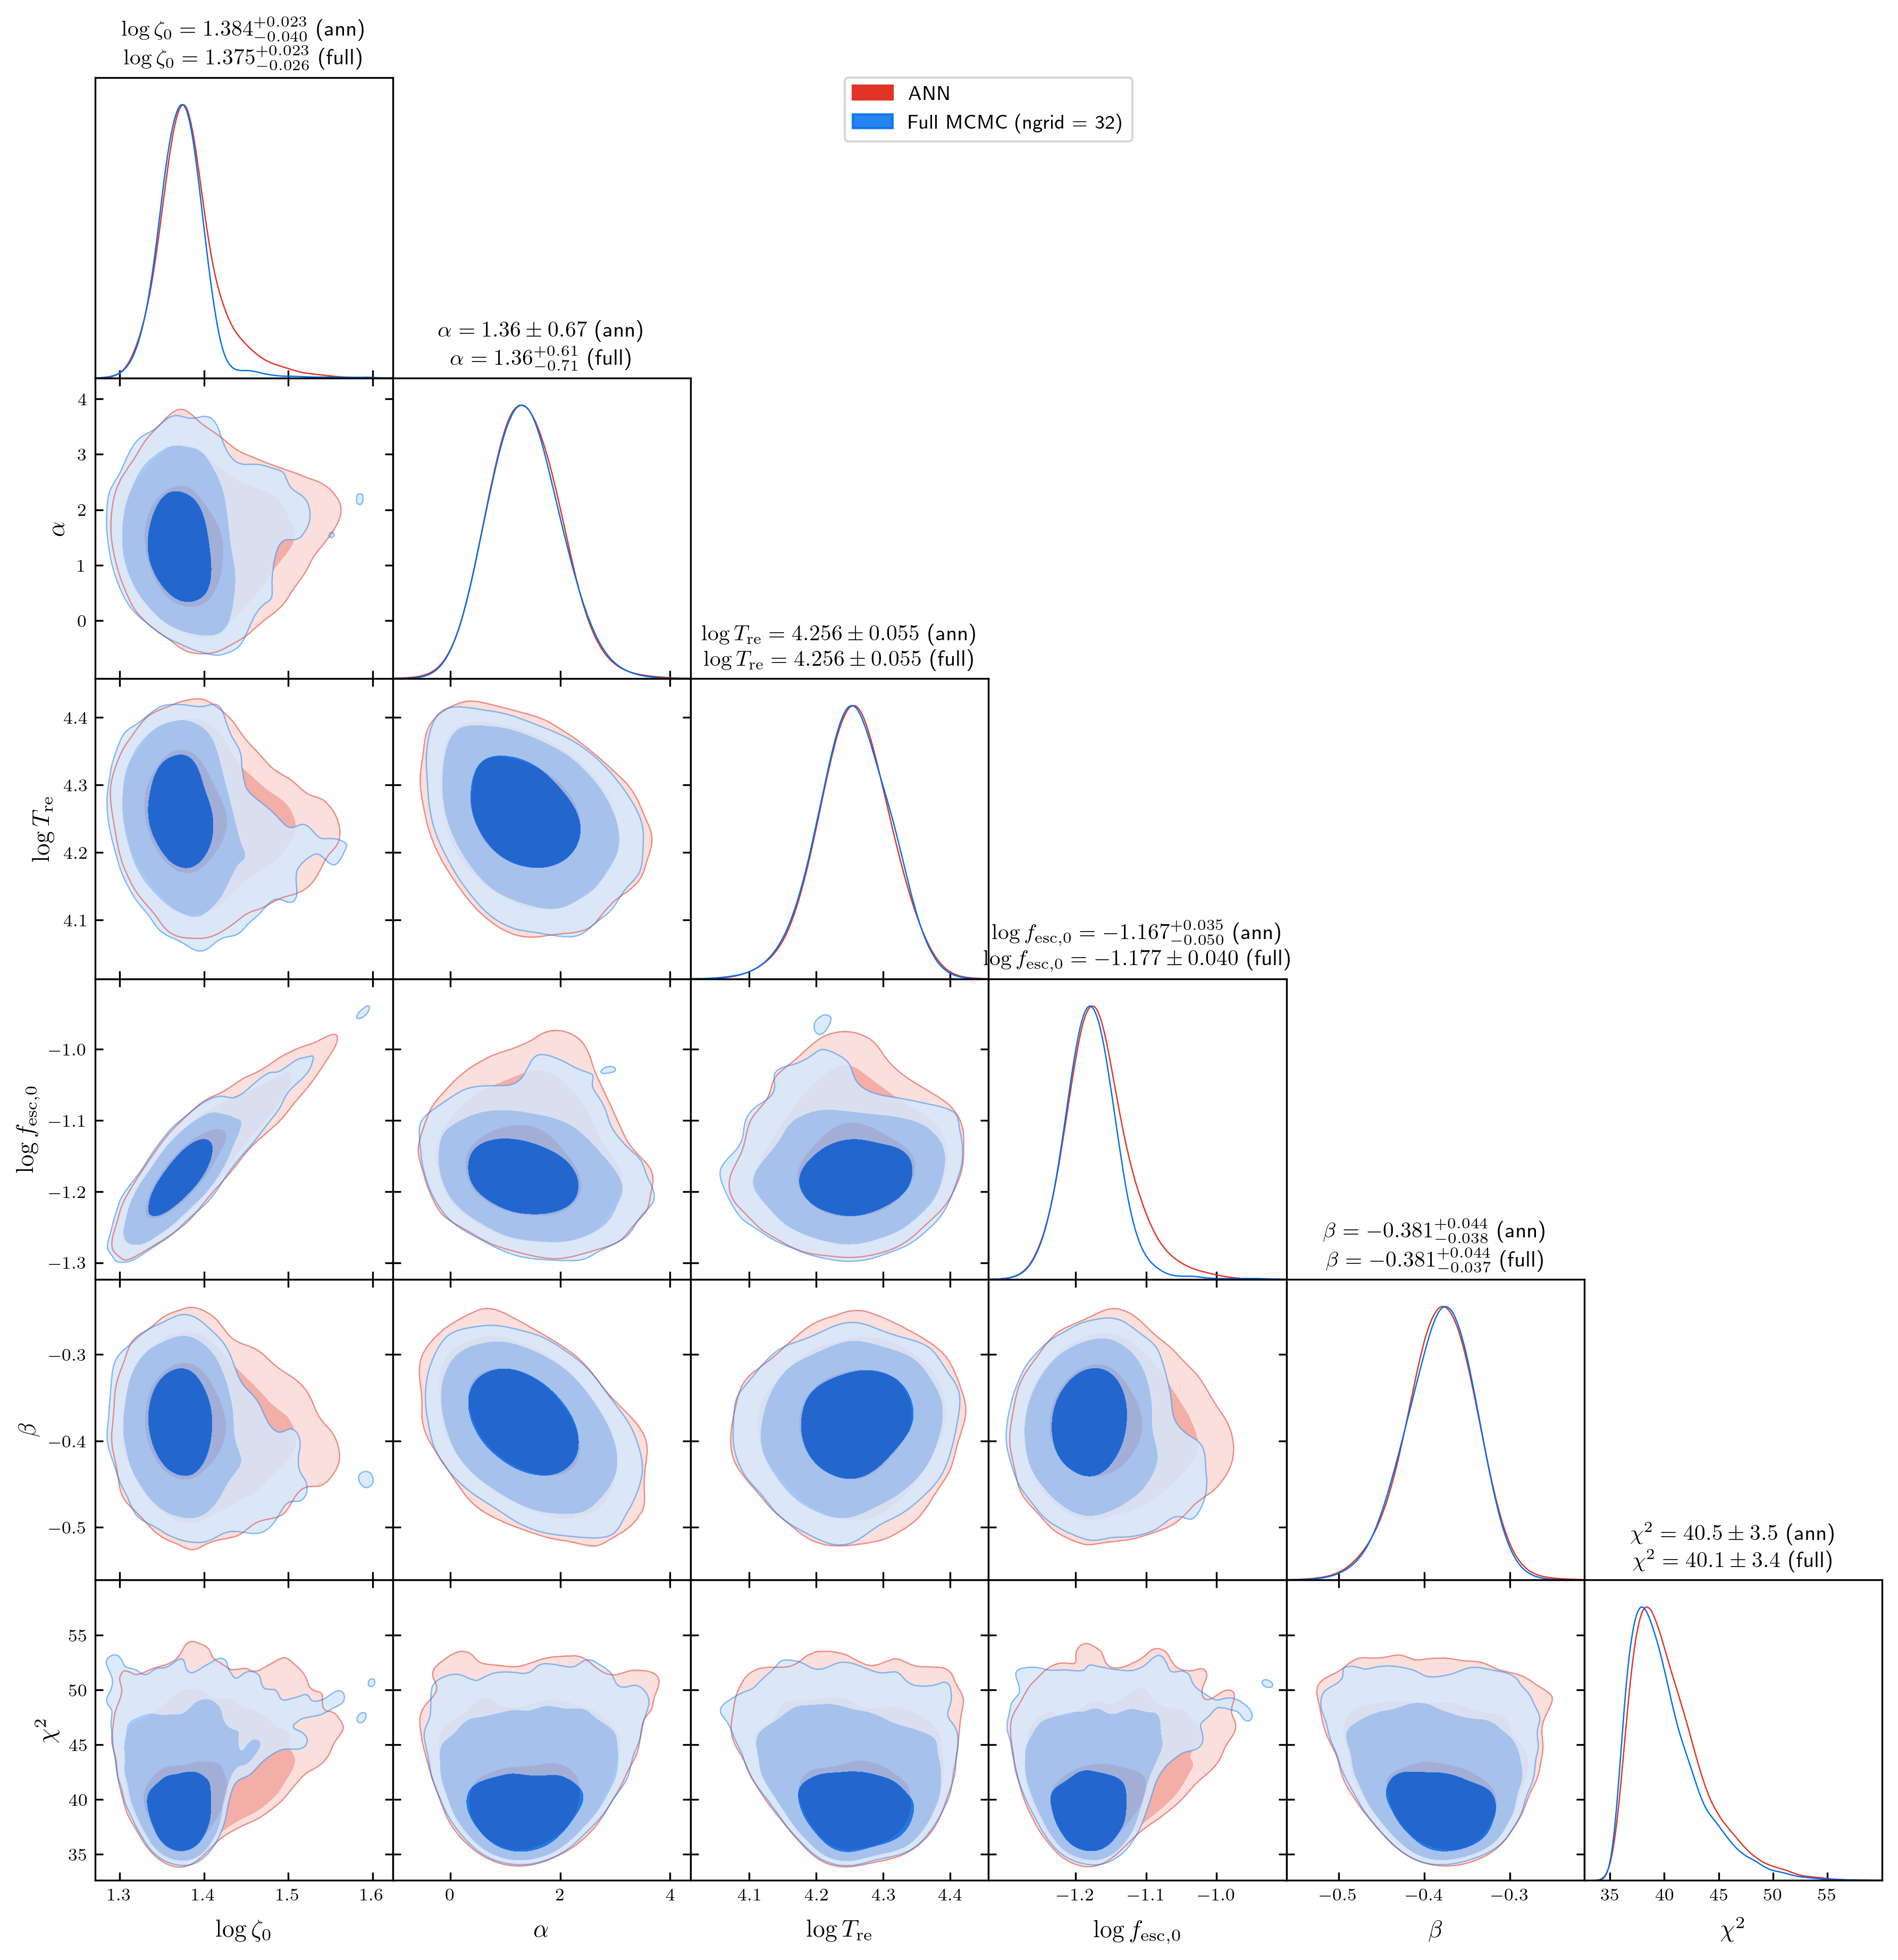 log ζ₀ = 1.384⁺⁰·⁰²³₋₀.₀₄₀ (ann)
log ζ₀ = 1.375⁺⁰·⁰²³₋₀.₀₂₆ (full)
ANN
Full MCMC (ngrid = 32)
α = 1.36 ± 0.67 (ann)
α = 1.36⁺⁰·⁶¹₋₀.₇₁ (full)
4
3
2
1
0
α
log T_re = 4.256 ± 0.055 (ann)
log T_re = 4.256 ± 0.055 (full)
4.4
4.3
4.2
4.1
log T_re
log f_esc,0 = −1.167⁺⁰·⁰³⁵₋₀.₀₅₀ (ann)
log f_esc,0 = −1.177 ± 0.040 (full)
−1.0
−1.1
−1.2
−1.3
log f_esc,0
β = −0.381⁺⁰·⁰⁴⁴₋₀.₀₃₈ (ann)
β = −0.381⁺⁰·⁰⁴⁴₋₀.₀₃₇ (full)
−0.3
−0.4
−0.5
β
χ² = 40.5 ± 3.5 (ann)
χ² = 40.1 ± 3.4 (full)
55
50
45
40
35
χ²
1.3 1.4 1.5 1.6 0 2 4 4.1 4.2 4.3 4.4 −1.2 −1.1 −1.0 −0.5 −0.4 −0.3 35 40 45 50 55
log ζ₀ α log T_re log f_esc,0 β χ²